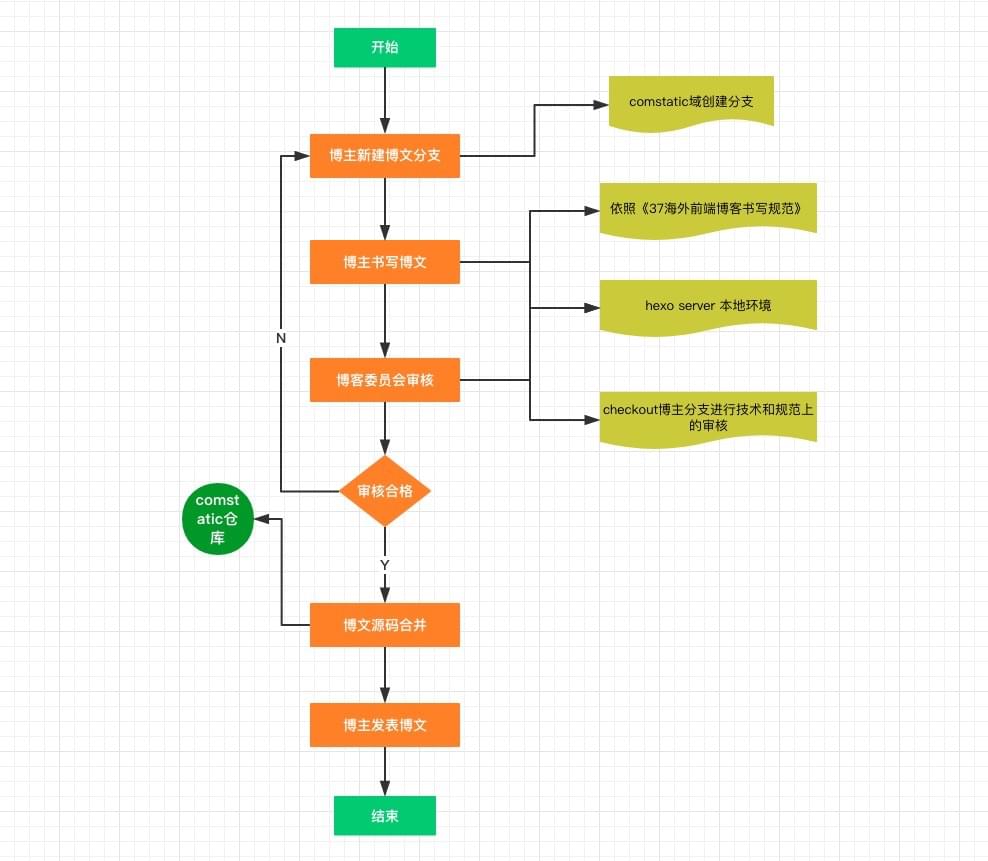 开始
comstatic域创建分支
博主新建博文分支
依照《37海外前端博客书写规范》
博主书写博文
hexo server 本地环境
N
博客委员会审核
checkout博主分支进行技术和规范上
的审核
审核合格
comst
atic仓
库
Y
博文源码合并
博主发表博文
结束